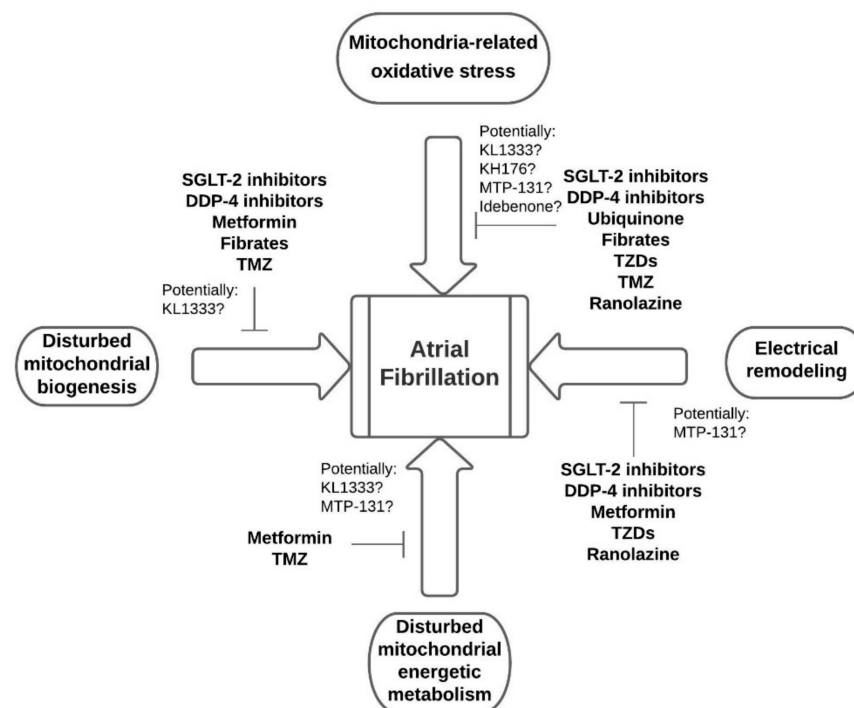 Mitochondria-related
oxidative stress
Potentially:
KL1333?
KH176?
MTP-131?
Idebenone?
SGLT-2 inhibitors
DDP-4 inhibitors
Ubiquinone
Fibrates
TZDs
TMZ
Ranolazine
SGLT-2 inhibitors
DDP-4 inhibitors
Metformin
Fibrates
TMZ
Potentially:
KL1333?
Disturbed
mitochondrial
biogenesis
Atrial
Fibrillation
Electrical
remodeling
Potentially:
MTP-131?
SGLT-2 inhibitors
DDP-4 inhibitors
Metformin
TZDs
Ranolazine
Potentially:
KL1333?
MTP-131?
Metformin
TMZ
Disturbed
mitochondrial
energetic
metabolism